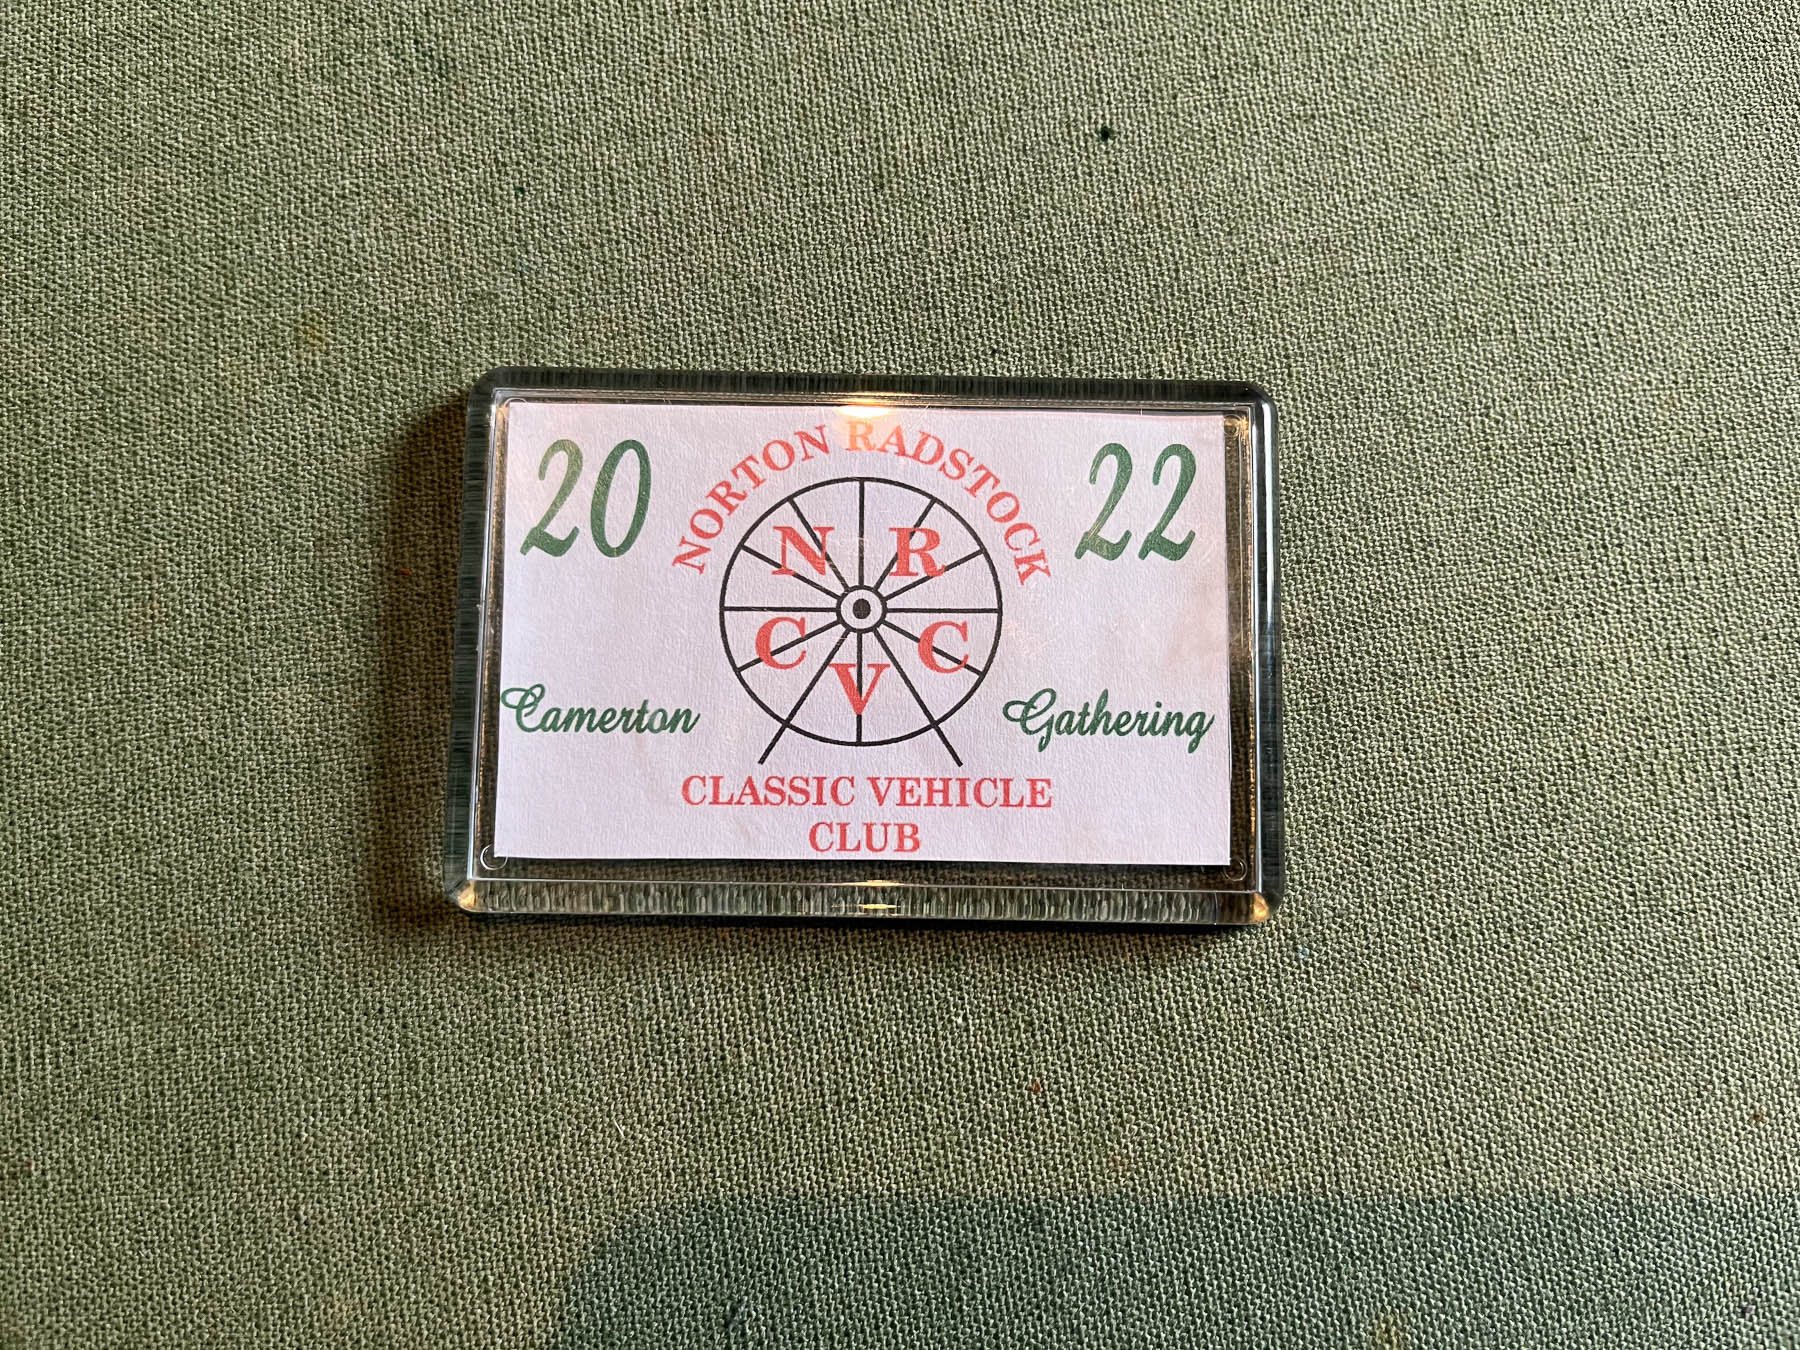 20 22
NORTON RADSTOCK
N R
C C
V
Camerton Gathering
CLASSIC VEHICLE
CLUB